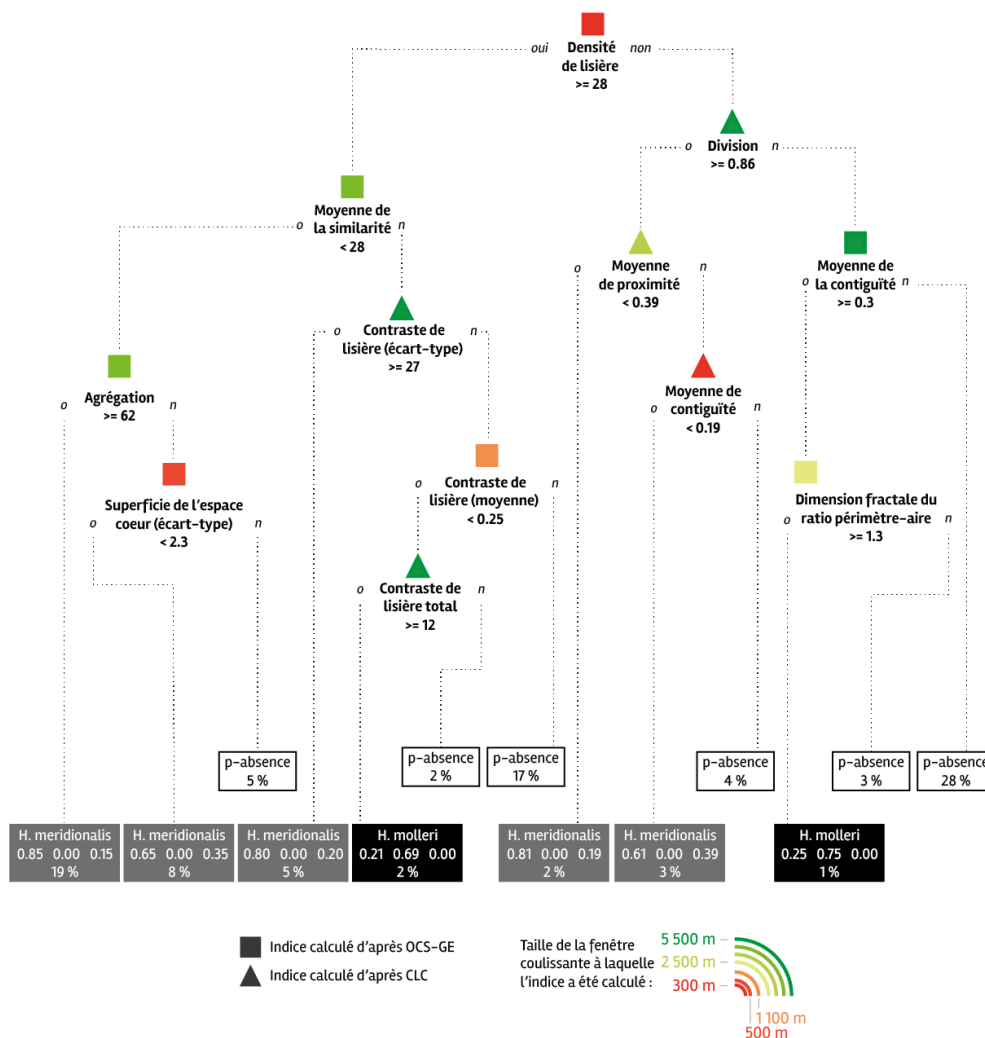 oui
Densité
de lisière
>= 28
non
o
Division
>= 0.86
n
o
Moyenne de
la similarité
< 28
n
o
Moyenne
de proximité
< 0.39
n
o
Moyenne de
la contiguïté
>= 0.3
n
o
Contraste de
lisière (écart-type)
>= 27
n
o
Agrégation
>= 62
n
o
Moyenne de
contiguïté
< 0.19
n
o
Superficie de l'espace
coeur (écart-type)
< 2.3
n
o
Contraste de
lisière (moyenne)
< 0.25
n
o
Dimension fractale du
ratio périmètre-aire
>= 1.3
n
o
Contraste de
lisière total
>= 12
n
p-absence
5 %
p-absence
2 %
p-absence
17 %
p-absence
4 %
p-absence
3 %
p-absence
28 %
H. meridionalis
0.85 0.00 0.15
19 %
H. meridionalis
0.65 0.00 0.35
8 %
H. meridionalis
0.80 0.00 0.20
5 %
H. molleri
0.21 0.69 0.00
2 %
H. meridionalis
0.81 0.00 0.19
2 %
H. meridionalis
0.61 0.00 0.39
3 %
H. molleri
0.25 0.75 0.00
1 %
Indice calculé d'après OCS-GE
Indice calculé d'après CLC
Taille de la fenêtre
coulissante à laquelle
l'indice a été calculé :
5 500 m
2 500 m
300 m
1 100 m
500 m